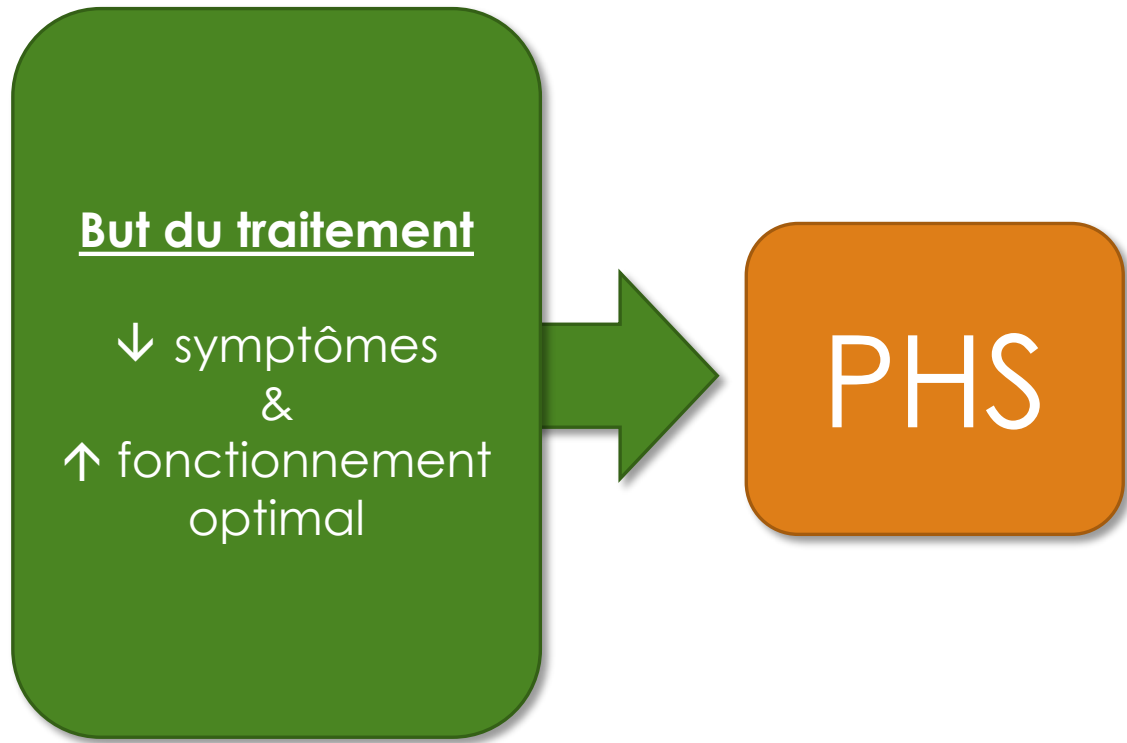 But du traitement
↓ symptômes
&
↑ fonctionnement
optimal
PHS